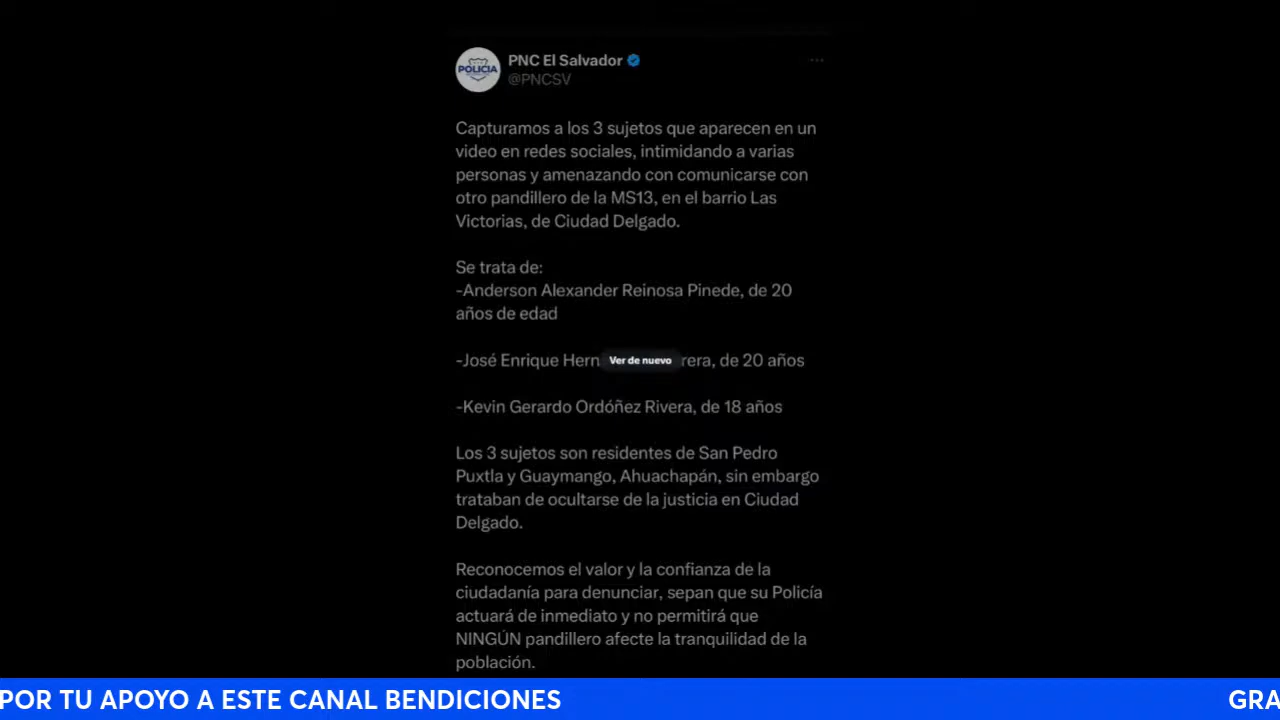 PNC El Salvador
@PNCSV
POLICIA
Capturamos a los 3 sujetos que aparecen en un
video en redes sociales, intimidando a varias
personas y amenazando con comunicarse con
otro pandillero de la MS13, en el barrio Las
Victorias, de Ciudad Delgado.
Se trata de:
-Anderson Alexander Reinosa Pinede, de 20
años de edad
-José Enrique Hern Ver de nuevo rera, de 20 años
-Kevin Gerardo Ordóñez Rivera, de 18 años
Los 3 sujetos son residentes de San Pedro
Puxtla y Guaymango, Ahuachapán, sin embargo
trataban de ocultarse de la justicia en Ciudad
Delgado.
Reconocemos el valor y la confianza de la
ciudadanía para denunciar, sepan que su Policía
actuará de inmediato y no permitirá que
NINGÚN pandillero afecte la tranquilidad de la
población.
POR TU APOYO A ESTE CANAL BENDICIONES
GRA